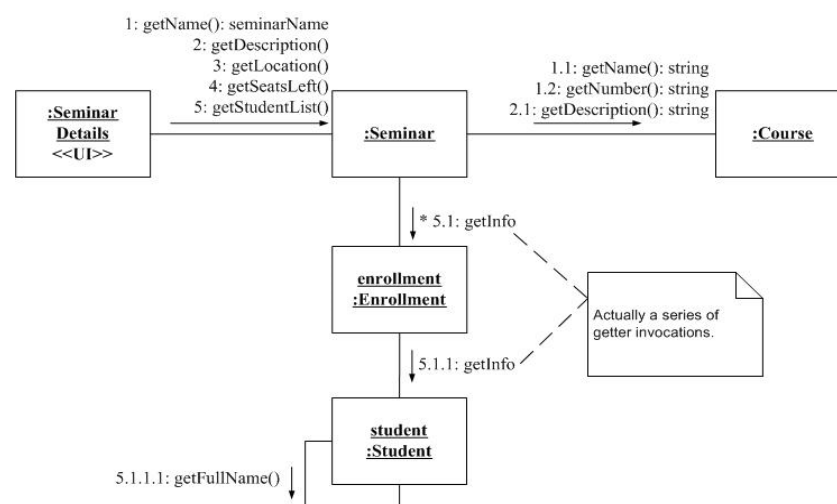 1: getName(): seminarName
2: getDescription()
3: getLocation()
4: getSeatsLeft()
5: getStudentList()
1.1: getName(): string
1.2: getNumber(): string
2.1: getDescription(): string
:Seminar
Details
<<UI>>
:Seminar
:Course
* 5.1: getInfo
enrollment
:Enrollment
Actually a series of
getter invocations.
5.1.1: getInfo
student
:Student
5.1.1.1: getFullName()